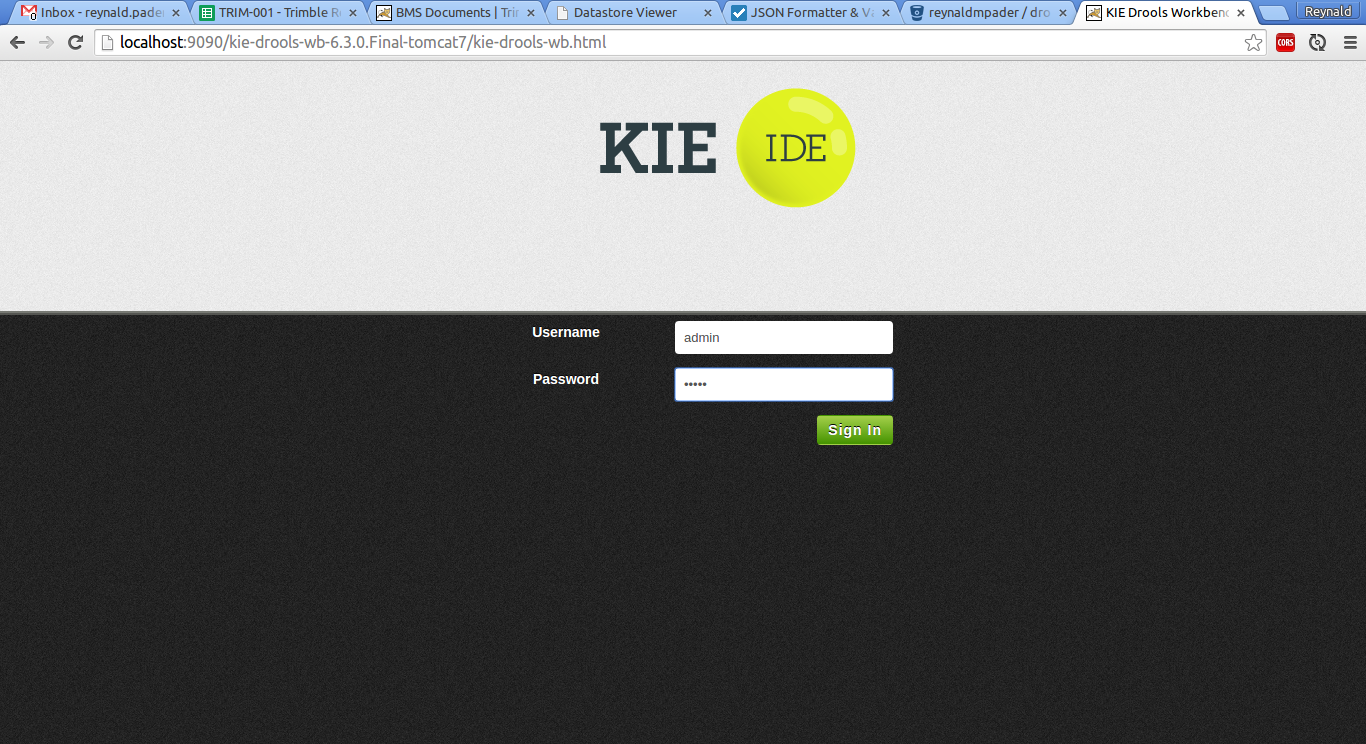 Inbox - reynald.pade TRIM-001 - Trimble R BMS Documents | Tri Datastore Viewer JSON Formatter & Va reynaldmpader / dro KIE Drools Workbenc Reynald
localhost:9090/kie-drools-wb-6.3.0.Final-tomcat7/kie-drools-wb.html CORS
KIE IDE
Username admin
Password •••••
Sign In